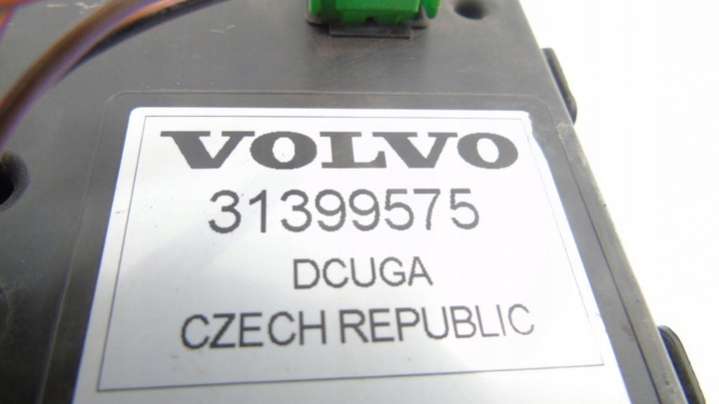 VOLVO
31399575
DCUGA
CZECH REPUBLIC